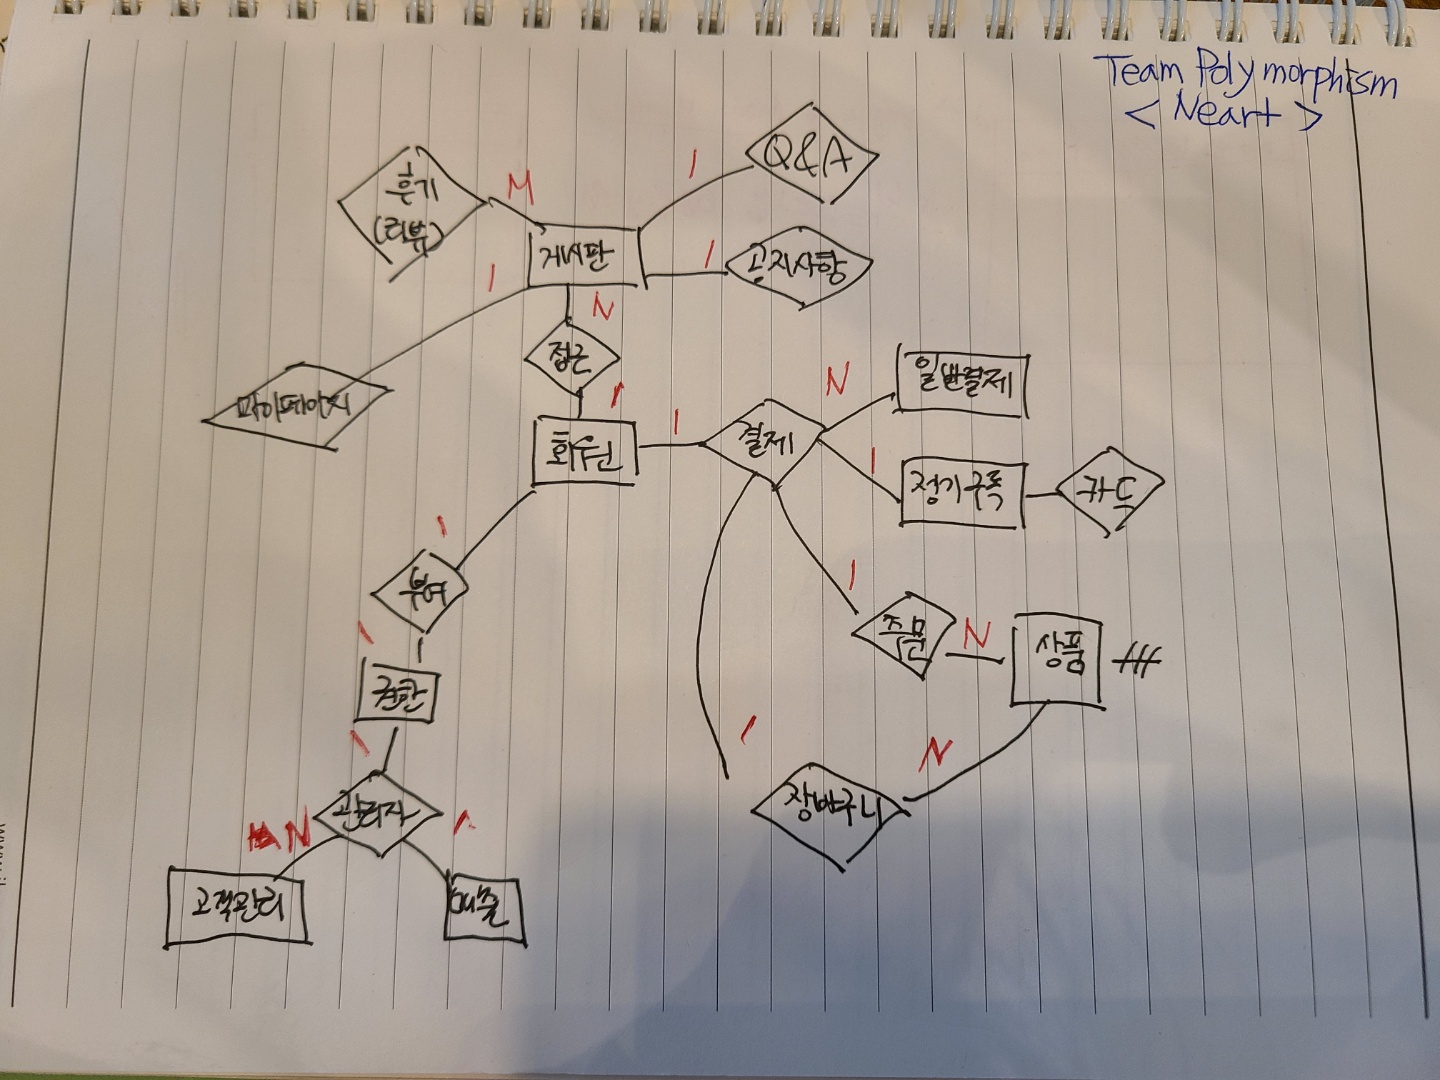 Team Polymorphism
< Neart >
Q&A
1
M
후기
(리뷰)
게시판
1
공지사항
1
N
접근
1
마이페이지
회원
1
결제
N
일반결제
1
정기구독
카드
1
부여
1
권한
1
관리자
N
고객관리
1
매출
1
주문
N
상품
1
장바구니
N